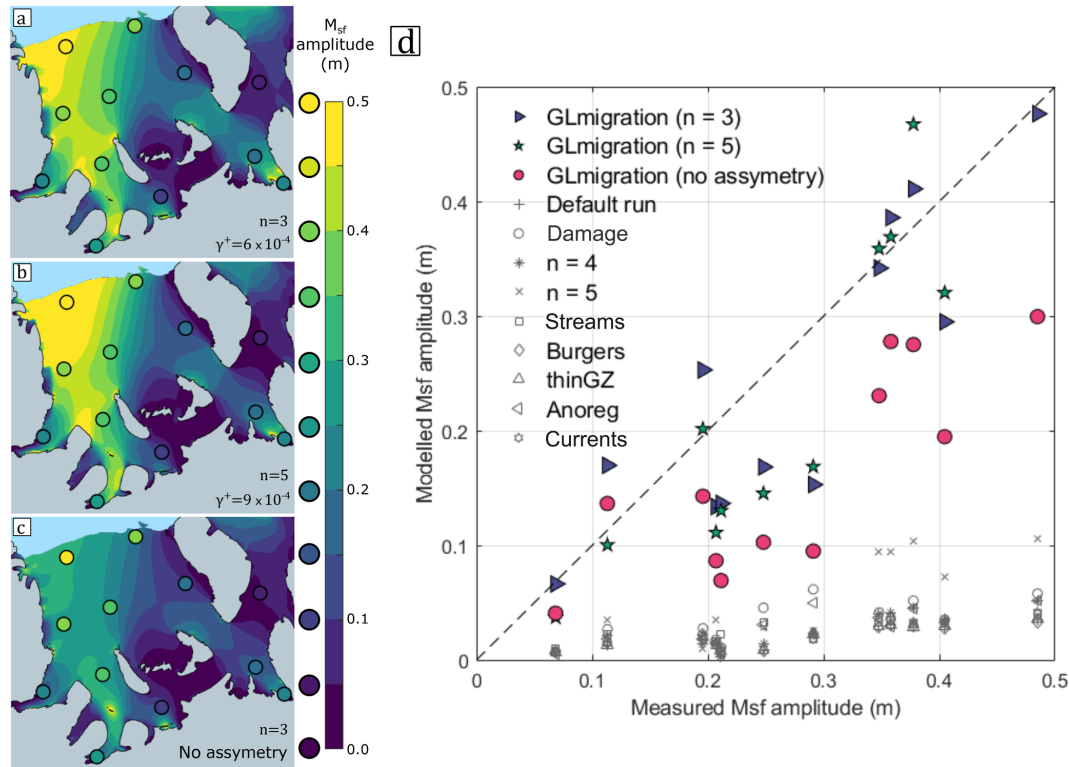 a
n=3
γ⁺=6 x 10⁻⁴
b
n=5
γ⁺=9 x 10⁻⁴
c
n=3
No assymetry
Msf
amplitude
(m)
0.5
0.4
0.3
0.2
0.1
0.0
d
Modelled Msf amplitude (m)
0.5
0.4
0.3
0.2
0.1
0
GLmigration (n = 3)
GLmigration (n = 5)
GLmigration (no assymetry)
Default run
Damage
n = 4
n = 5
Streams
Burgers
thinGZ
Anoreg
Currents
0 0.1 0.2 0.3 0.4 0.5
Measured Msf amplitude (m)